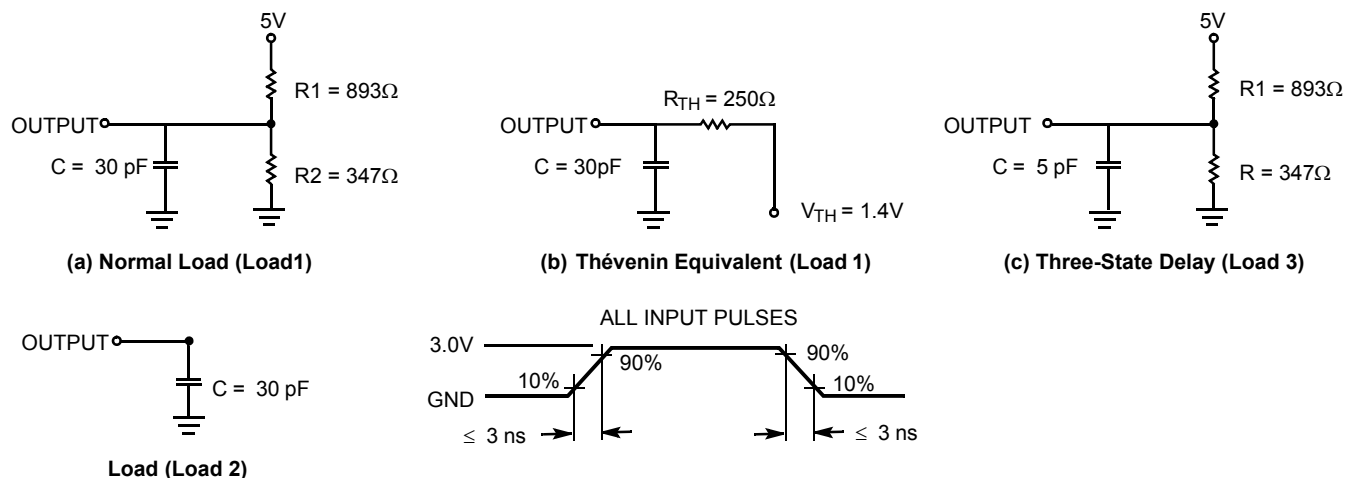 5V
R1 = 893Ω
OUTPUT
C = 30 pF
R2 = 347Ω
(a) Normal Load (Load1)
RTH = 250Ω
OUTPUT
C = 30pF
VTH = 1.4V
(b) Thévenin Equivalent (Load 1)
5V
R1 = 893Ω
OUTPUT
C = 5 pF
R = 347Ω
(c) Three-State Delay (Load 3)
OUTPUT
C = 30 pF
Load (Load 2)
ALL INPUT PULSES
3.0V
90%
90%
10%
10%
GND
≤ 3 ns
≤ 3 ns